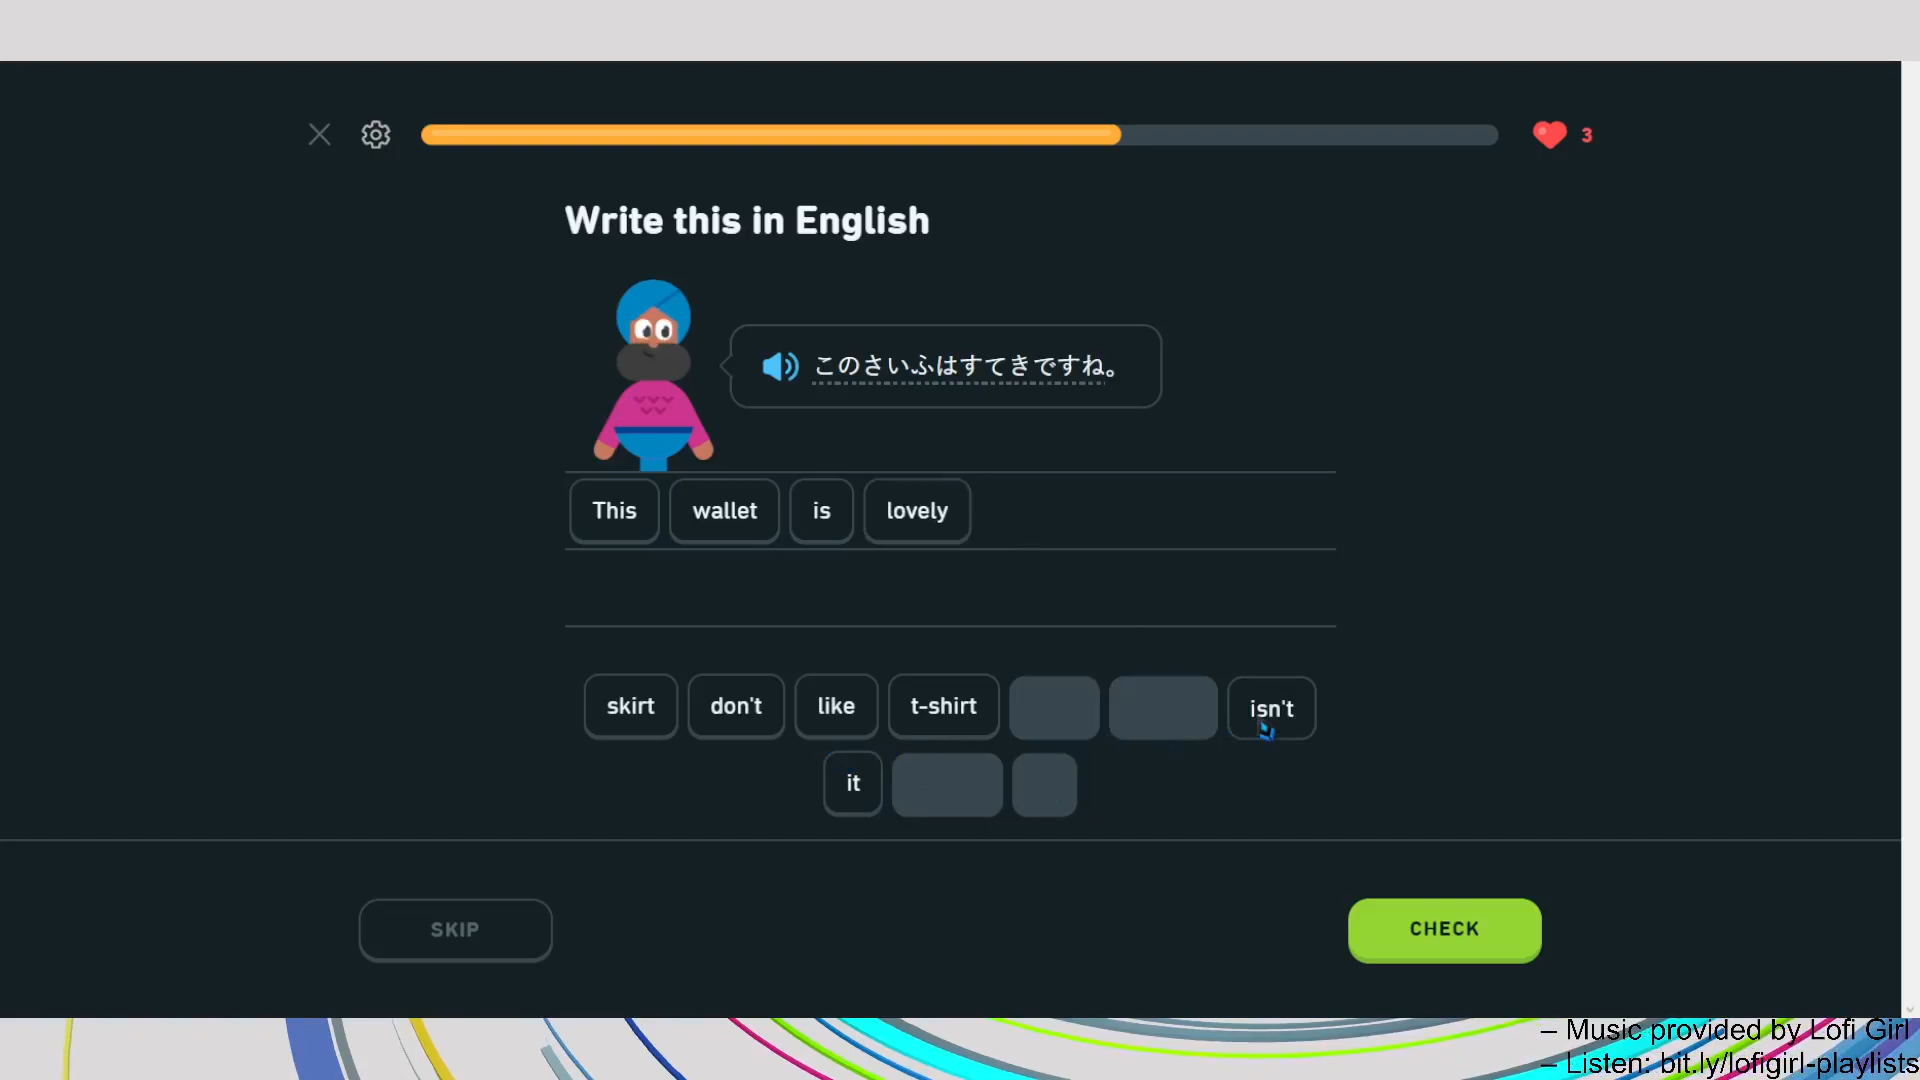 3
Write this in English
このさいふはすてきですね。
This wallet is lovely
skirt don't like t-shirt isn't
it
SKIP CHECK
– Music provided by Lofi Girl
– Listen: bit.ly/lofigirl-playlists